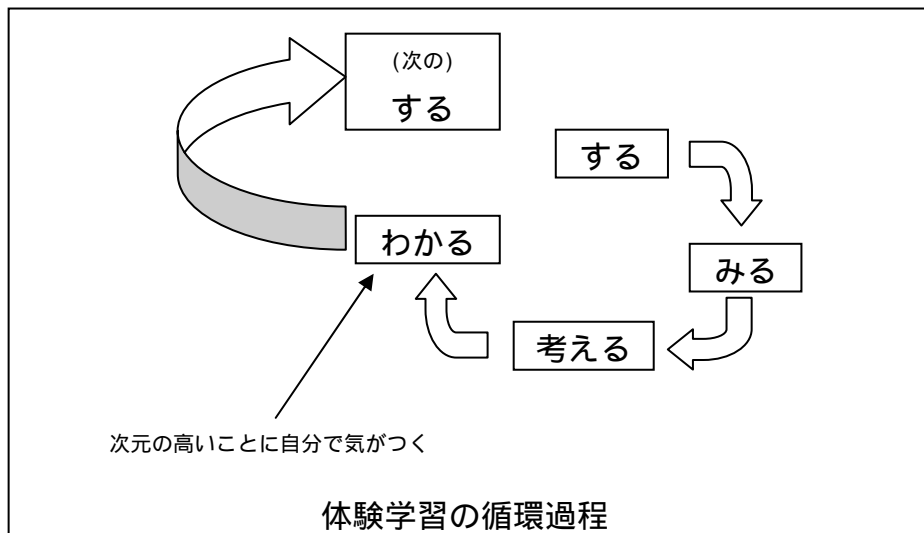 (次の)
する
する
わかる
みる
考える
次元の高いことに自分で気がつく
体験学習の循環過程